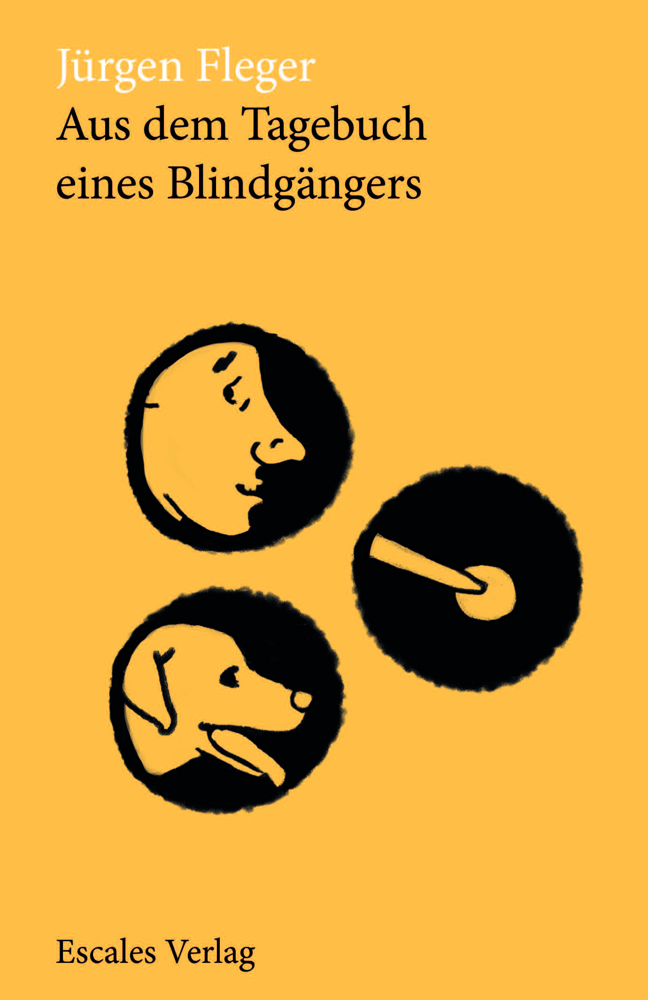 Jürgen Fleger
Aus dem Tagebuch
eines Blindgängers
Escales Verlag